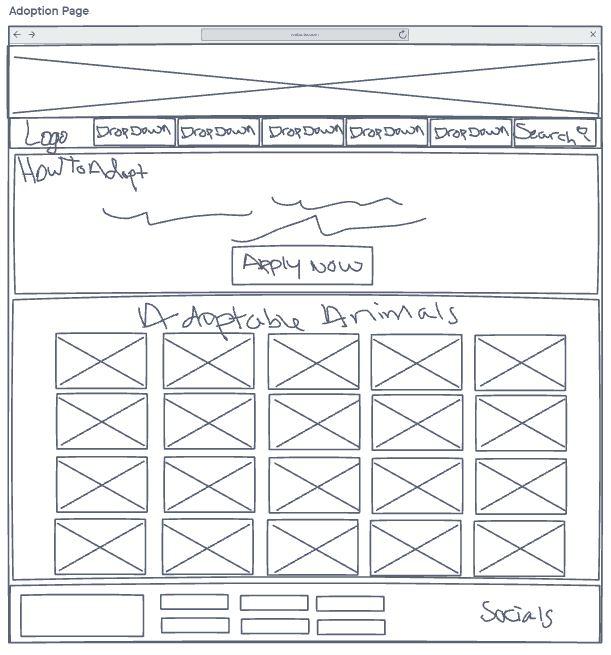 Adoption Page
Logo DropDown DropDown DropDown DropDown DropDown Search
How To Adopt
Apply Now
Adoptable Animals
Socials